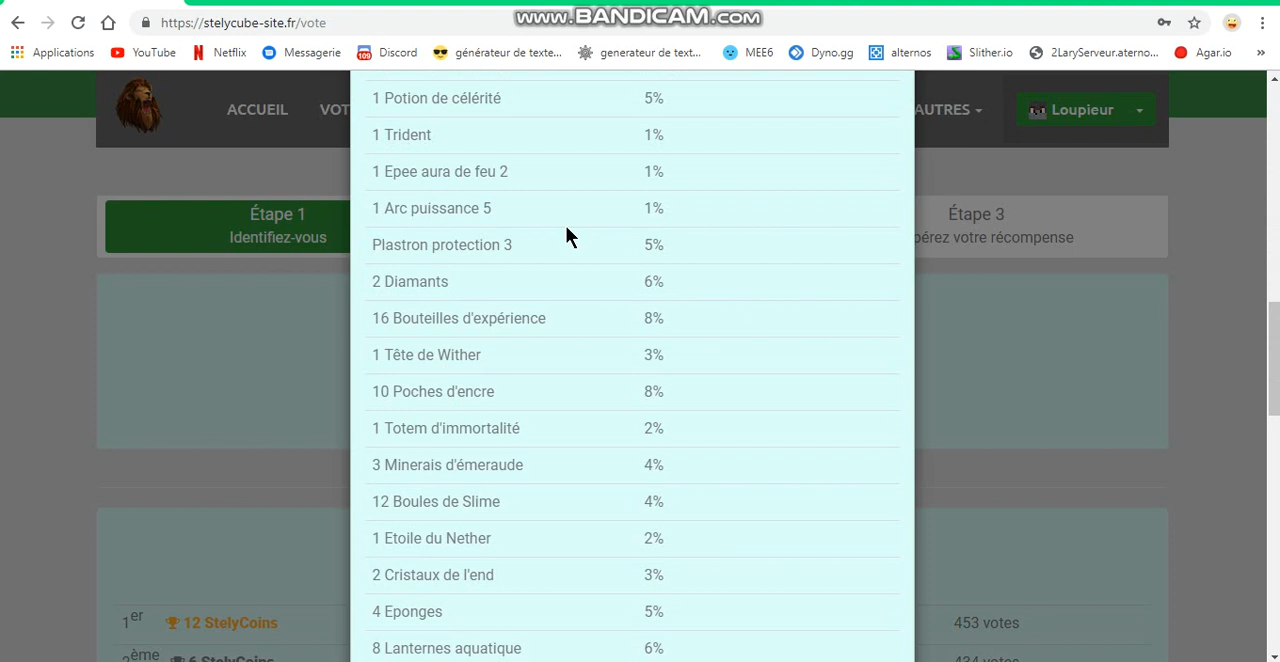 www.BANDICAM.com
https://stelycube-site.fr/vote
Applications YouTube Netflix Messagerie 109 Discord générateur de texte... generateur de text... MEE6 Dyno.gg alternos Slither.io 2LaryServeur.aterno... Agar.io »
ACCUEIL VOT AUTRES Loupieur
Étape 1
Identifiez-vous
Étape 3
pérez votre récompense
1 Potion de célérité 5%
1 Trident 1%
1 Epee aura de feu 2 1%
1 Arc puissance 5 1%
Plastron protection 3 5%
2 Diamants 6%
16 Bouteilles d'expérience 8%
1 Tête de Wither 3%
10 Poches d'encre 8%
1 Totem d'immortalité 2%
3 Minerais d'émeraude 4%
12 Boules de Slime 4%
1 Etoile du Nether 2%
2 Cristaux de l'end 3%
4 Eponges 5%
8 Lanternes aquatique 6%
1er 12 StelyCoins 453 votes
2ème 6 StelyCoins 434 votes